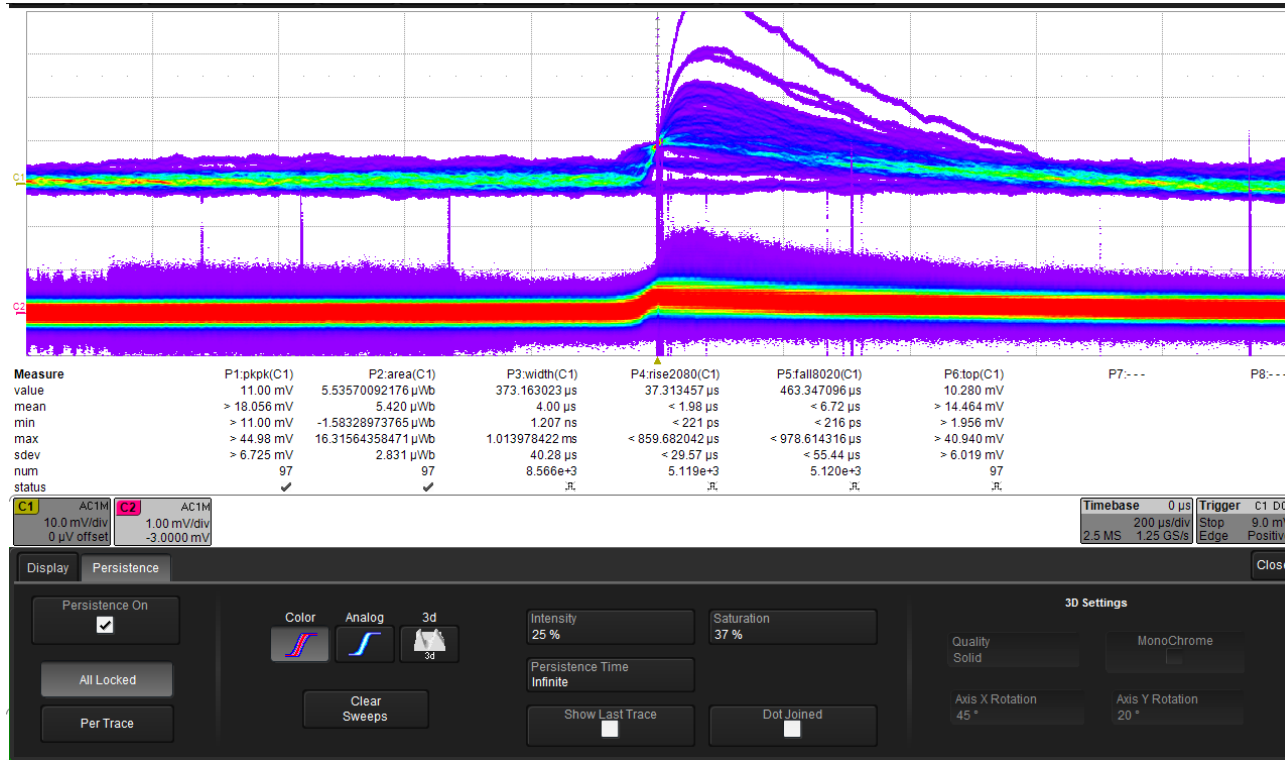 C1
C2
Measure P1:pkpk(C1) P2:area(C1) P3:width(C1) P4:rise2080(C1) P5:fall8020(C1) P6:top(C1) P7:- - - P8:- - -
value 11.00 mV 5.53570092176 µWb 373.163023 µs 37.313457 µs 463.347096 µs 10.280 mV
mean > 18.056 mV 5.420 µWb 4.00 µs < 1.98 µs < 6.72 µs > 14.464 mV
min > 11.00 mV -1.58328973765 µWb 1.207 ns < 221 ps < 216 ps > 1.956 mV
max > 44.98 mV 16.31564358471 µWb 1.013978422 ms < 859.682042 µs < 978.614316 µs > 40.940 mV
sdev > 6.725 mV 2.831 µWb 40.28 µs < 29.57 µs < 55.44 µs > 6.019 mV
num 97 97 8.566e+3 5.119e+3 5.120e+3 97
status
C1 AC1M C2 AC1M Timebase 0 µs Trigger C1 DC
10.0 mV/div 1.00 mV/div 200 µs/div Stop 9.0 mV
0 µV offset -3.0000 mV 2.5 MS 1.25 GS/s Edge Positive
Display Persistence Close
Persistence On
All Locked
Per Trace
Color Analog 3d
3d
Clear
Sweeps
Intensity
25 %
Saturation
37 %
Persistence Time
Infinite
Show Last Trace Dot Joined
3D Settings
Quality
Solid
MonoChrome
Axis X Rotation
45 °
Axis Y Rotation
20 °